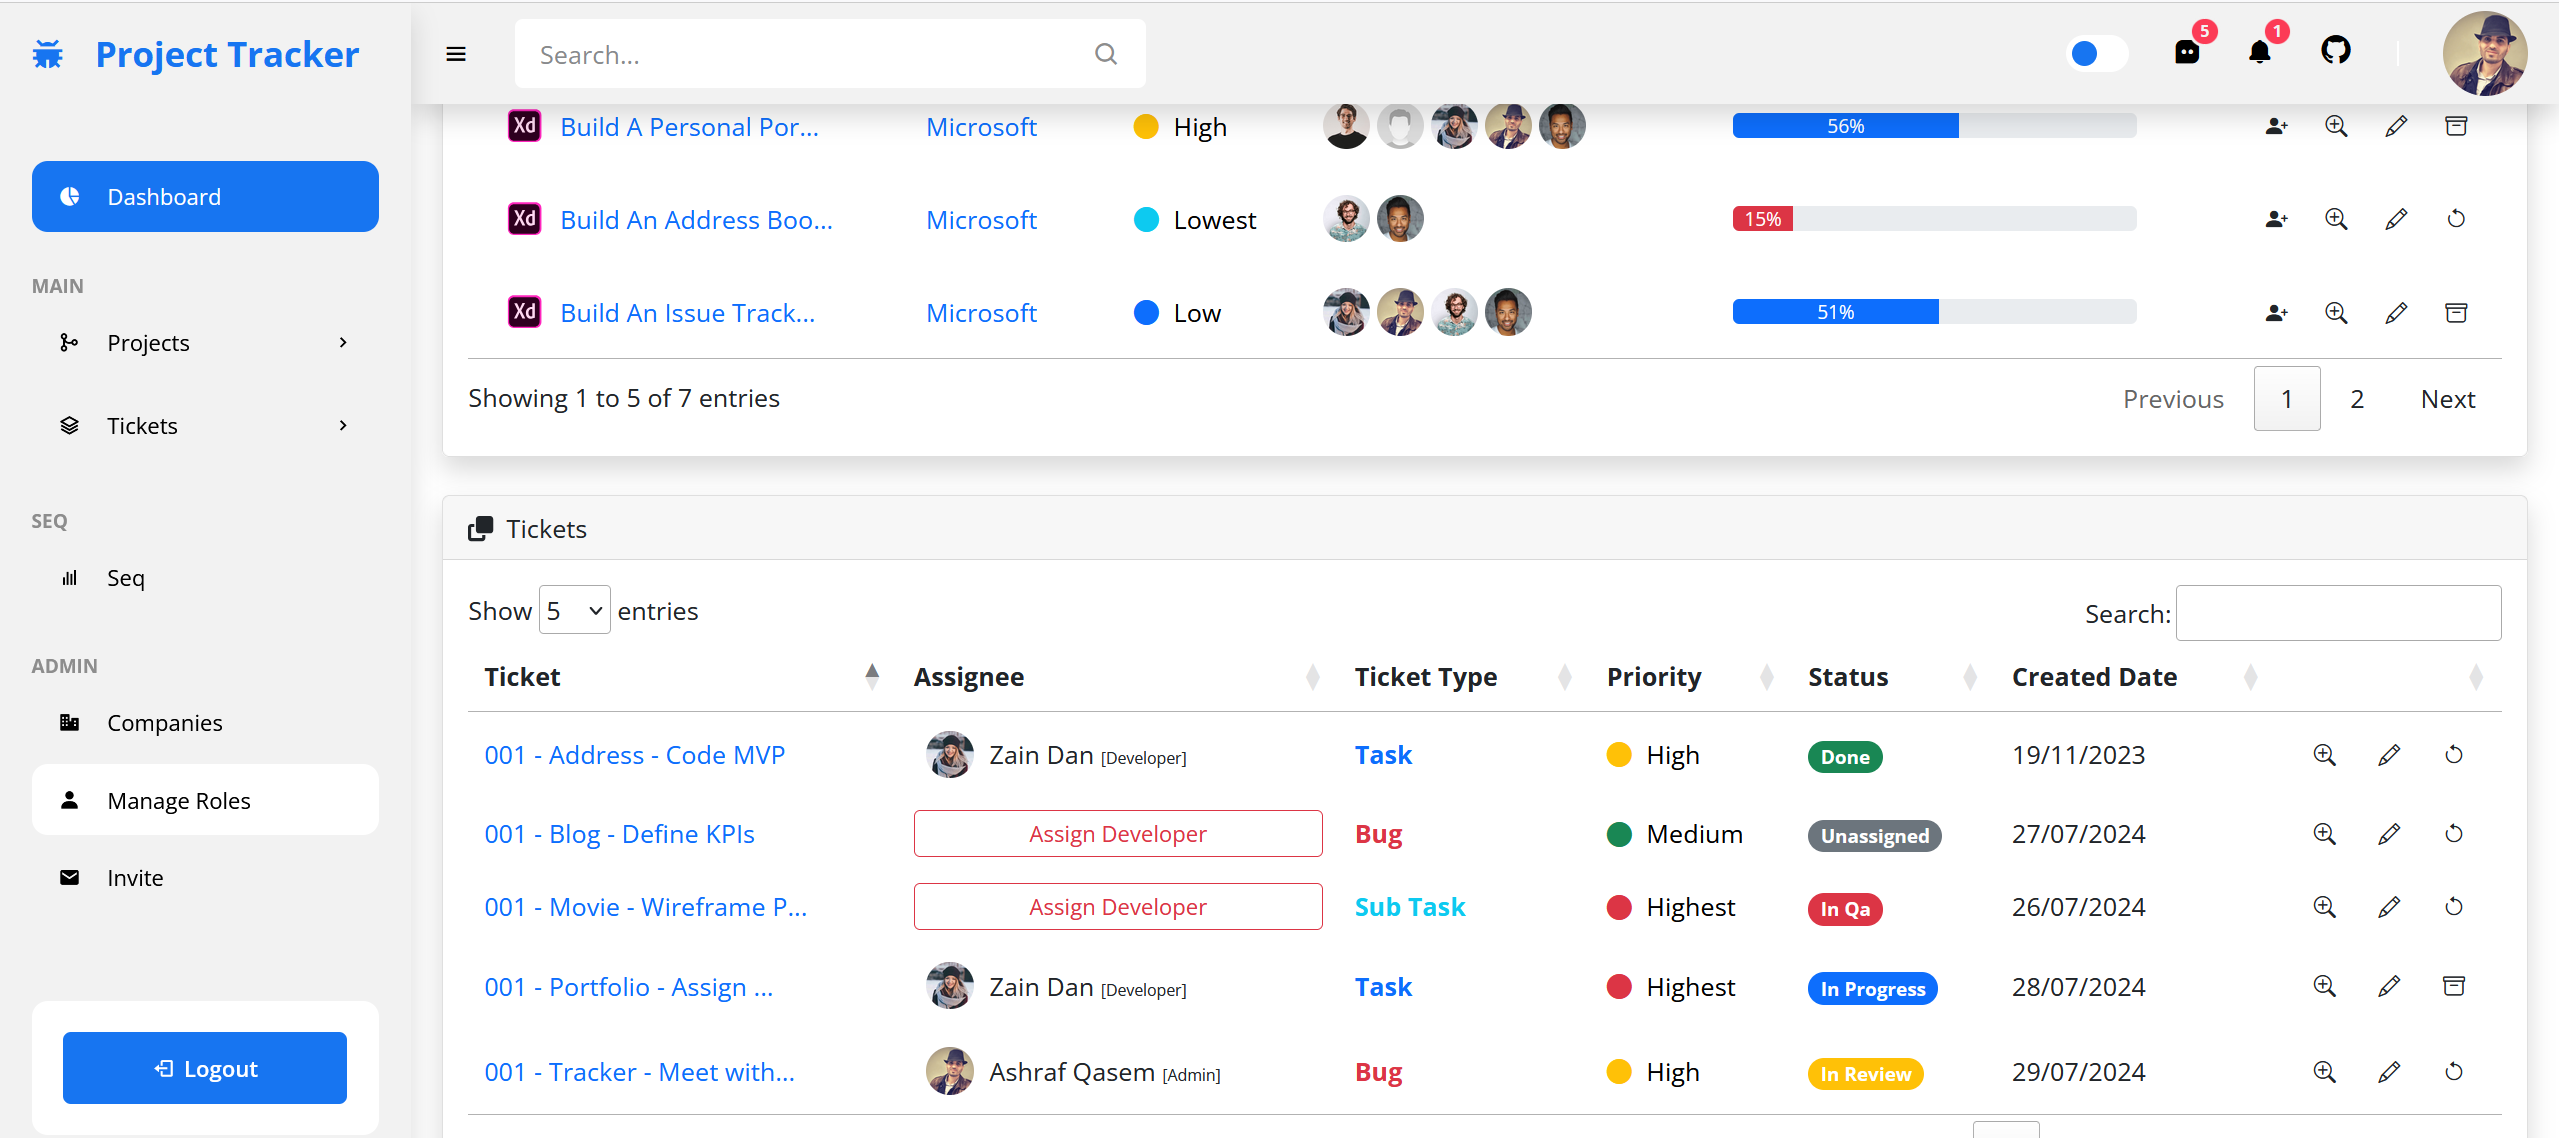 Project Tracker
Search...
5
1
Dashboard
MAIN
Projects
Tickets
SEQ
Seq
ADMIN
Companies
Manage Roles
Invite
Logout
Xd Build A Personal Por... Microsoft High 56%
Xd Build An Address Boo... Microsoft Lowest 15%
Xd Build An Issue Track... Microsoft Low 51%
Showing 1 to 5 of 7 entries
Previous 1 2 Next
Tickets
Show 5 entries
Search:
Ticket Assignee Ticket Type Priority Status Created Date
001 - Address - Code MVP Zain Dan [Developer] Task High Done 19/11/2023
001 - Blog - Define KPIs Assign Developer Bug Medium Unassigned 27/07/2024
001 - Movie - Wireframe P... Assign Developer Sub Task Highest In Qa 26/07/2024
001 - Portfolio - Assign ... Zain Dan [Developer] Task Highest In Progress 28/07/2024
001 - Tracker - Meet with... Ashraf Qasem [Admin] Bug High In Review 29/07/2024